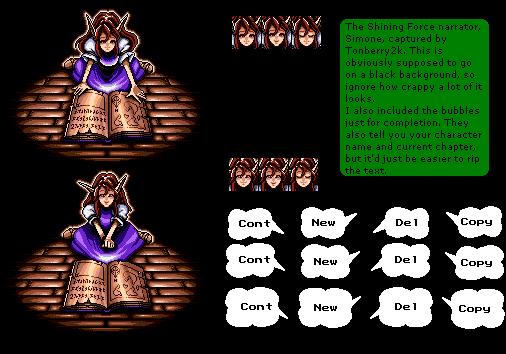 The Shining Force narrator,
Simone, captured by
Tonberry2k. This is
obviously supposed to go
on a black background, so
ignore how crappy a lot of it
looks.
I also included the bubbles
just for completion. They
also tell you your character
name and current chapter,
but it'd just be easier to rip
the text.
Cont New Del Copy
Cont New Del Copy
Cont New Del Copy